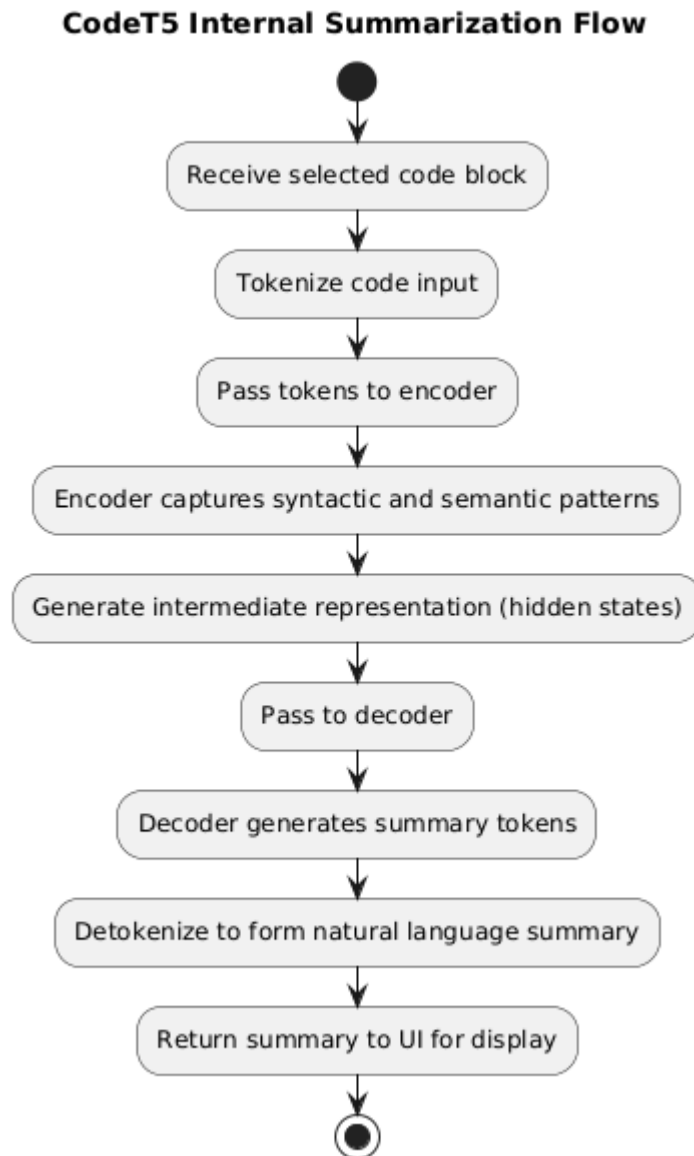 CodeT5 Internal Summarization Flow
Receive selected code block
Tokenize code input
Pass tokens to encoder
Encoder captures syntactic and semantic patterns
Generate intermediate representation (hidden states)
Pass to decoder
Decoder generates summary tokens
Detokenize to form natural language summary
Return summary to UI for display